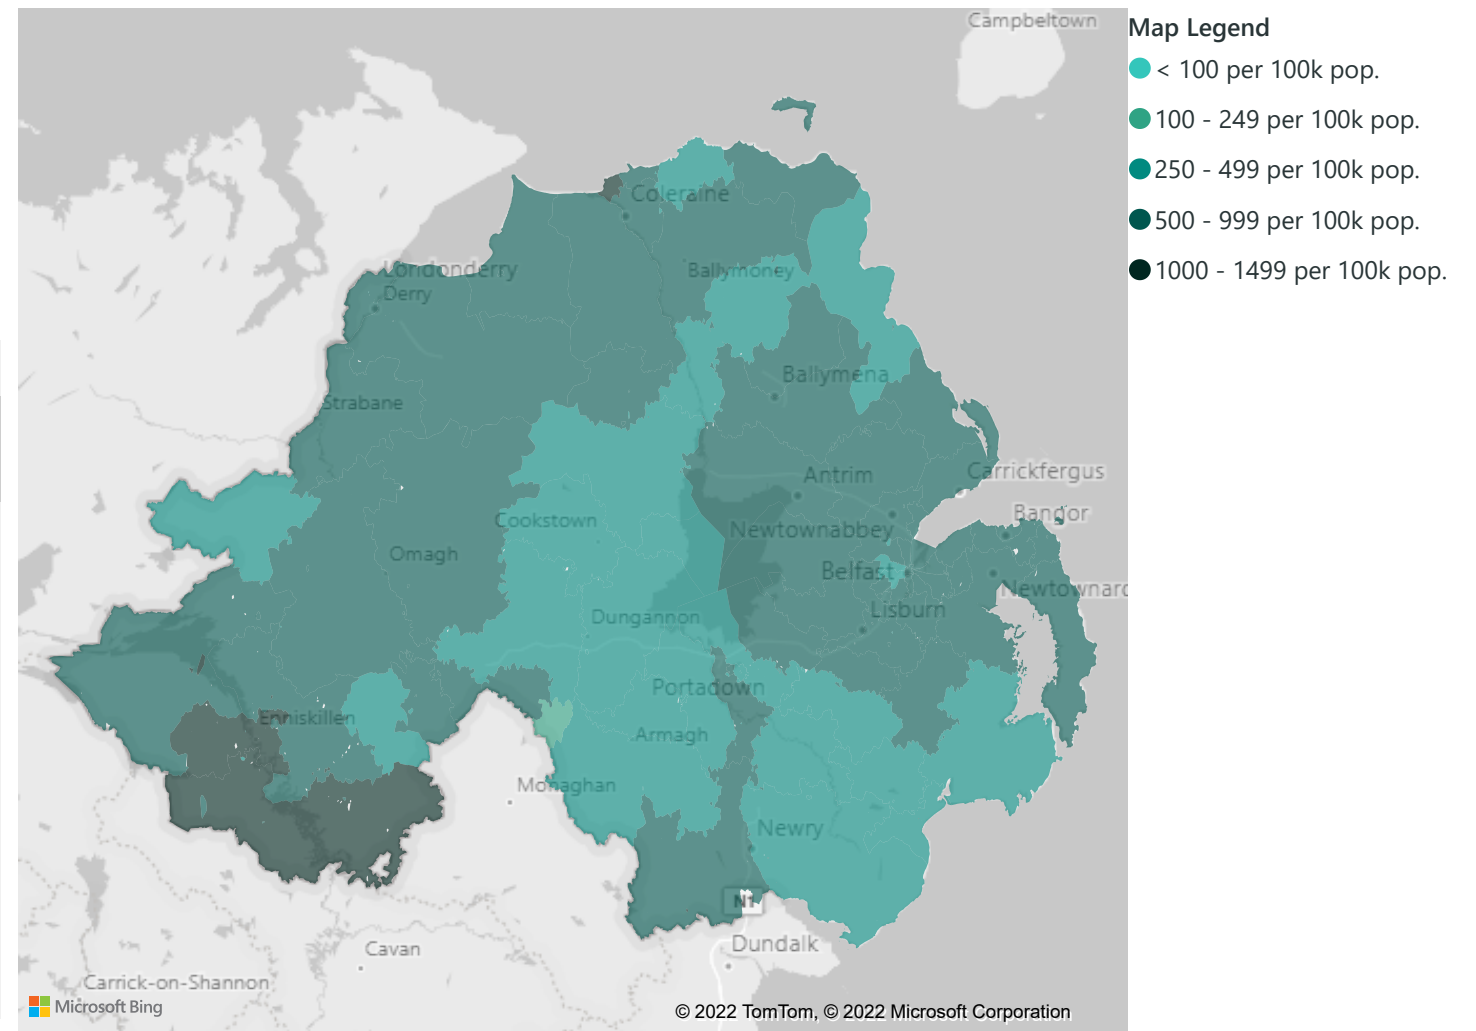 Campbeltown
Map Legend
< 100 per 100k pop.
100 - 249 per 100k pop.
250 - 499 per 100k pop.
500 - 999 per 100k pop.
1000 - 1499 per 100k pop.
Coleraine
Londonderry
Derry
Ballymoney
Ballymena
Strabane
Antrim
Carrickfergus
Bangor
Cookstown
Newtownabbey
Omagh
Belfast
Newtownard
Dungannon
Lisburn
Portadown
Enniskillen
Armagh
Monaghan
Newry
N1
Dundalk
Cavan
Carrick-on-Shannon
Microsoft Bing
© 2022 TomTom, © 2022 Microsoft Corporation